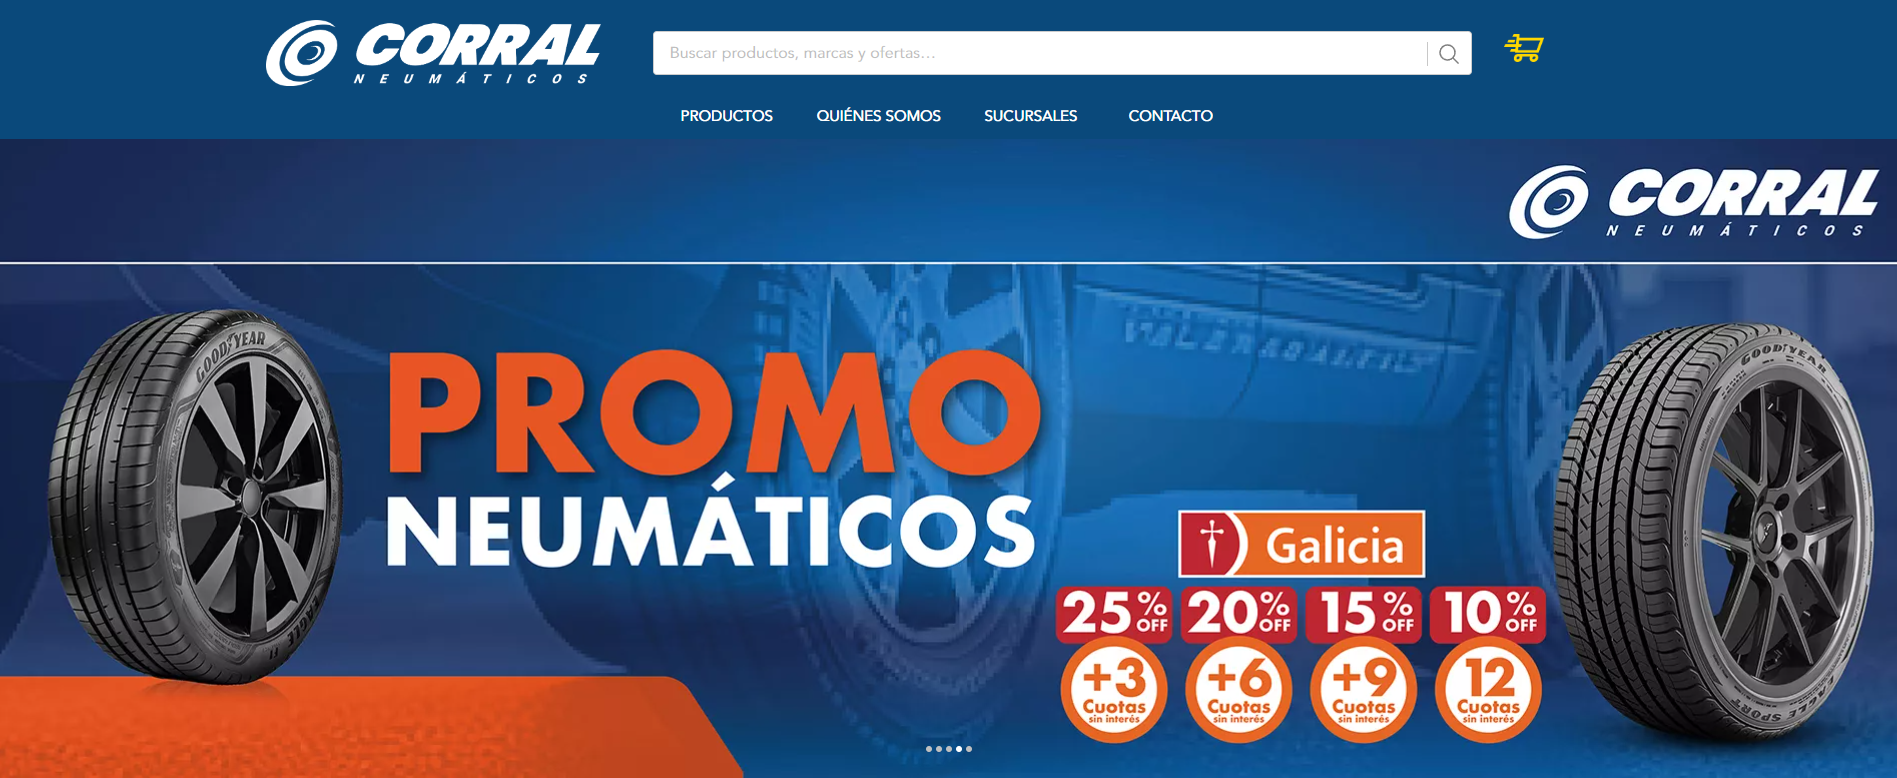 CORRAL
NEUMÁTICOS
Buscar productos, marcas y ofertas...
PRODUCTOS QUIÉNES SOMOS SUCURSALES CONTACTO
CORRAL
NEUMÁTICOS
GOODYEAR
EAGLE F1
PROMO
NEUMÁTICOS
Galicia
25% OFF 20% OFF 15% OFF 10% OFF
+3 +6 +9 12
Cuotas Cuotas Cuotas Cuotas
sin interés sin interés sin interés sin interés
GOODYEAR
EAGLE SPORT